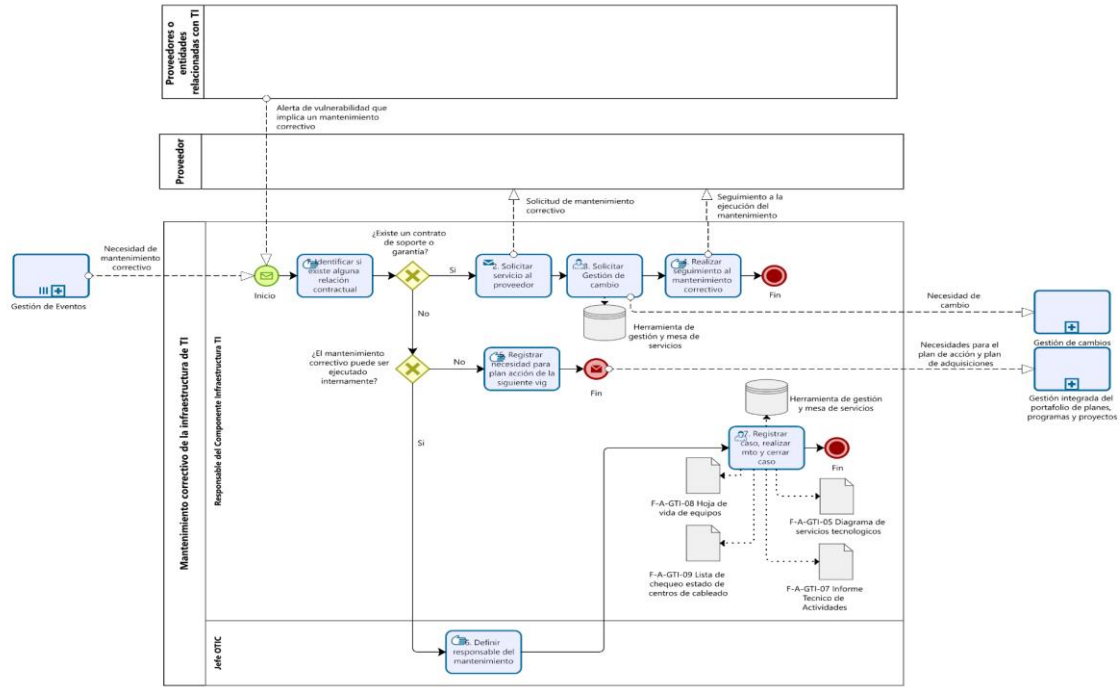 Proveedores o
entidades
relacionadas con TI
Alerta de vulnerabilidad que
implica un mantenimiento
correctivo
Proveedor
Solicitud de mantenimiento
correctivo
Seguimiento a la
ejecución del
mantenimiento
Mantenimiento correctivo de la infraestructura de TI
Responsable del Componente Infraestructura TI
Necesidad de
mantenimiento
correctivo
Gestión de Eventos
Inicio
Identificar si
existe alguna
relación
contractual
¿Existe un contrato
de soporte o
garantía?
Si
2. Solicitar
servicio al
proveedor
3. Solicitar
Gestión de
cambio
4. Realizar
seguimiento al
mantenimiento
correctivo
Fin
Herramienta de
gestión y mesa de
servicios
Necesidad de
cambio
Gestión de cambios
No
¿El mantenimiento
correctivo puede ser
ejecutado
internamente?
No
Registrar
necesidad para
plan acción de la
siguiente vig
Fin
Necesidades para el
plan de acción y plan
de adquisiciones
Gestión integrada del
portafolio de planes,
programas y proyectos
Si
Herramienta de gestión
y mesa de servicios
7. Registrar
caso, realizar
mto y cerrar
caso
Fin
F-A-GTI-08 Hoja de
vida de equipos
F-A-GTI-05 Diagrama de
servicios tecnologicos
F-A-GTI-09 Lista de
chequeo estado de
centros de cableado
F-A-GTI-07 Informe
Tecnico de
Actividades
Jefe OTIC
Definir
responsable del
mantenimiento